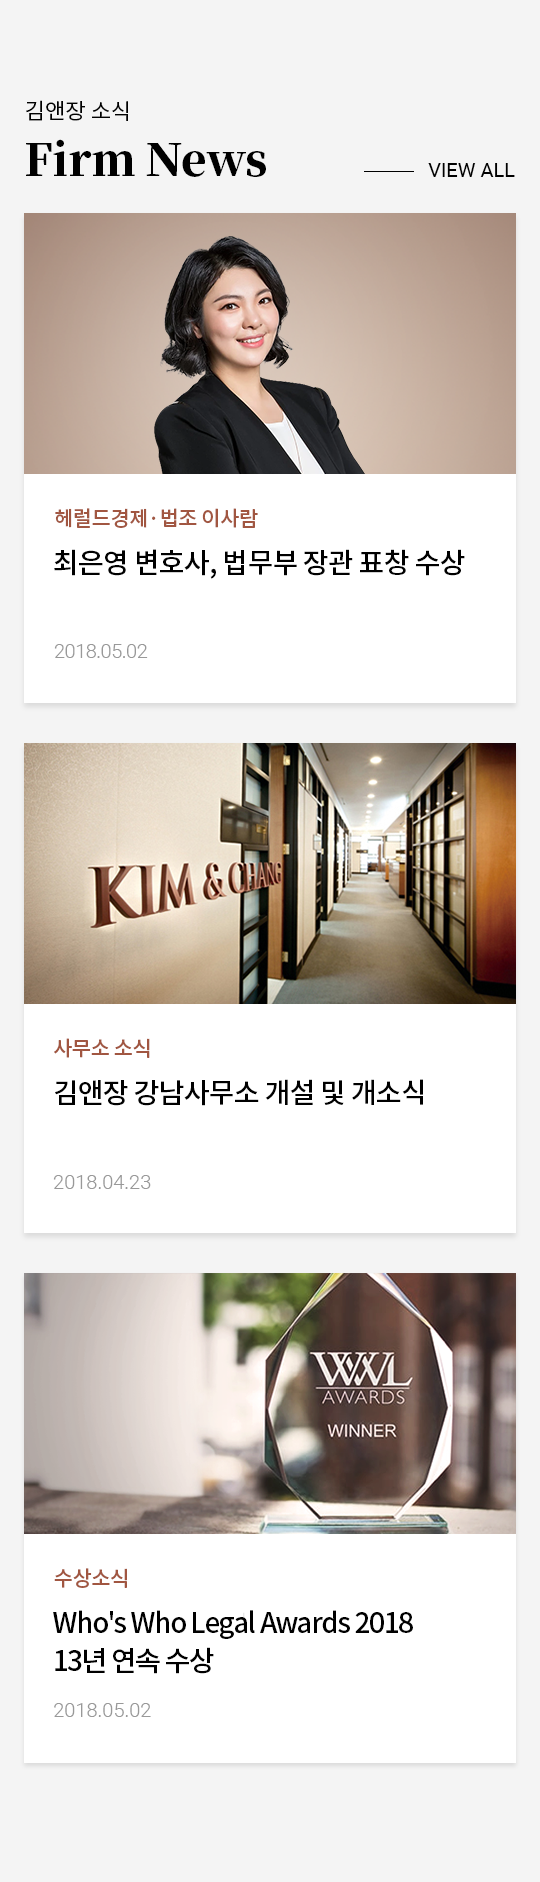 김앤장 소식
Firm News
VIEW ALL
헤럴드경제·법조 이사람
최은영 변호사, 법무부 장관 표창 수상
2018.05.02
KIM & CHANG
사무소 소식
김앤장 강남사무소 개설 및 개소식
2018.04.23
WWL
AWARDS
WINNER
수상소식
Who's Who Legal Awards 2018
13년 연속 수상
2018.05.02